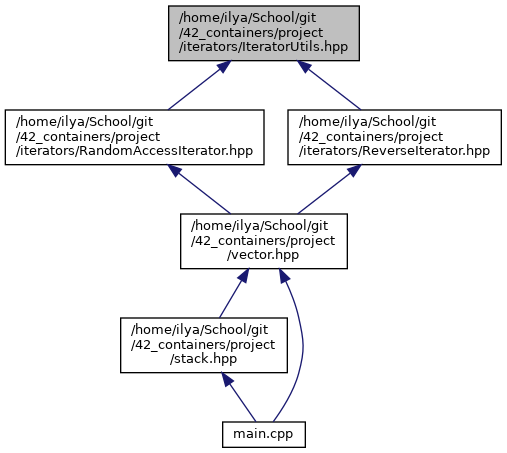 /home/ilya/School/git
/42_containers/project
/iterators/IteratorUtils.hpp
/home/ilya/School/git
/42_containers/project
/iterators/RandomAccessIterator.hpp
/home/ilya/School/git
/42_containers/project
/iterators/ReverseIterator.hpp
/home/ilya/School/git
/42_containers/project
/vector.hpp
/home/ilya/School/git
/42_containers/project
/stack.hpp
main.cpp